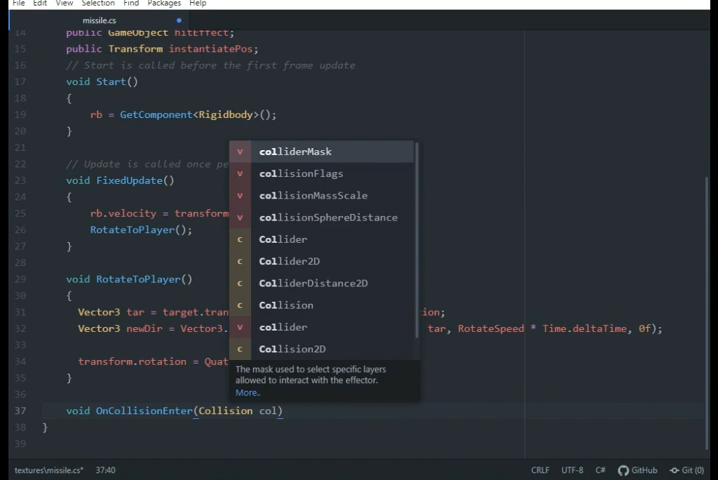 File Edit View Selection Find Packages Help
missile.cs
14 public GameObject hitEffect;
15 public Transform instantiatePos;
16 // Start is called before the first frame update
17 void Start()
18 {
19 rb = GetComponent<Rigidbody>();
20 }
21
22 // Update is called once pe
23 void FixedUpdate()
24 {
25 rb.velocity = transform
26 RotateToPlayer();
27 }
28
29 void RotateToPlayer()
30 {
31 Vector3 tar = target.tran ion;
32 Vector3 newDir = Vector3. tar, RotateSpeed * Time.deltaTime, 0f);
33
34 transform.rotation = Quat
35 }
36
37 void OnCollisionEnter(Collision col)
38 }
39
v colliderMask
v collisionFlags
v collisionMassScale
v collisionSphereDistance
c Collider
c Collider2D
c ColliderDistance2D
c Collision
v collider
c Collision2D
The mask used to select specific layers
allowed to interact with the effector.
More..
textures\missile.cs* 37:40 CRLF UTF-8 C# GitHub Git (0)